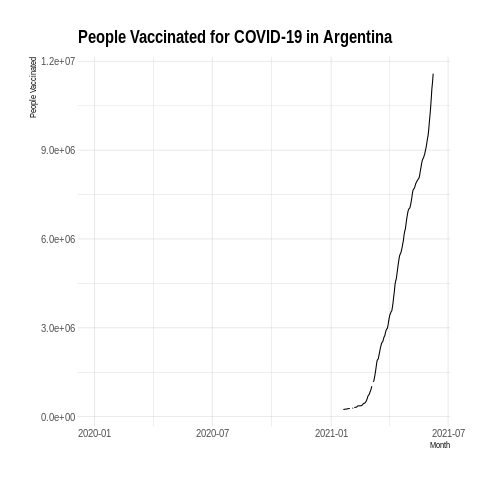 People Vaccinated for COVID-19 in Argentina
People Vaccinated
1.2e+07
9.0e+06
6.0e+06
3.0e+06
0.0e+00
2020-01 2020-07 2021-01 2021-07
Month